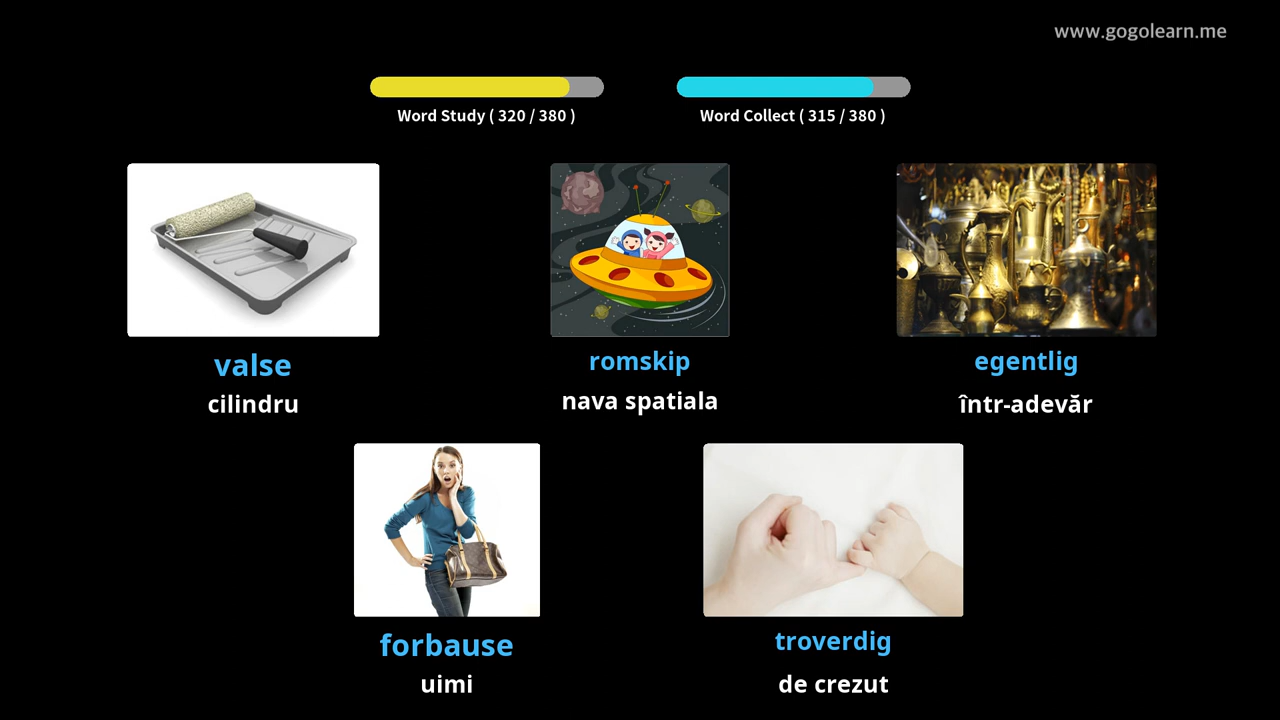 www.gogolearn.me
Word Study ( 320 / 380 )
Word Collect ( 315 / 380 )
valse
cilindru
romskip
nava spatiala
egentlig
într-adevăr
forbause
uimi
troverdig
de crezut